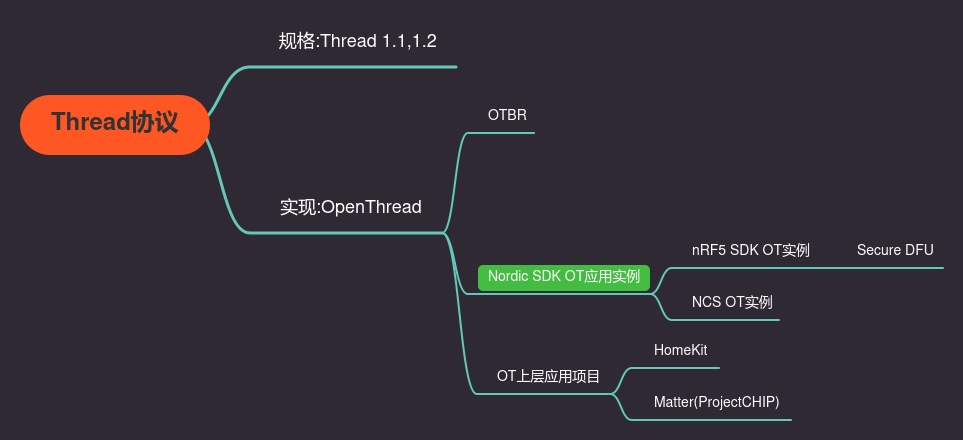 Thread协议
规格:Thread 1.1,1.2
实现:OpenThread
OTBR
Nordic SDK OT应用实例
nRF5 SDK OT实例
Secure DFU
NCS OT实例
OT上层应用项目
HomeKit
Matter(ProjectCHIP)